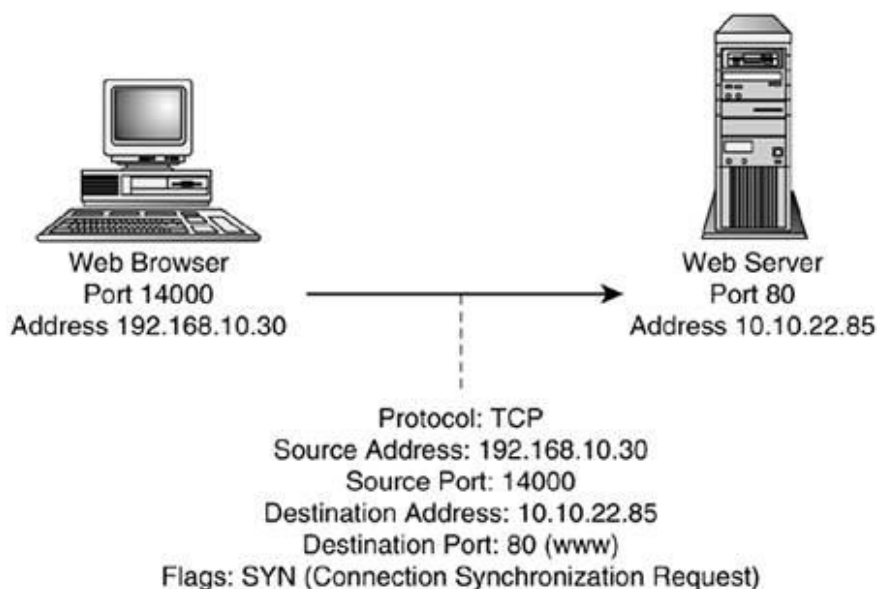 Web Browser
Port 14000
Address 192.168.10.30
Web Server
Port 80
Address 10.10.22.85
Protocol: TCP
Source Address: 192.168.10.30
Source Port: 14000
Destination Address: 10.10.22.85
Destination Port: 80 (www)
Flags: SYN (Connection Synchronization Request)